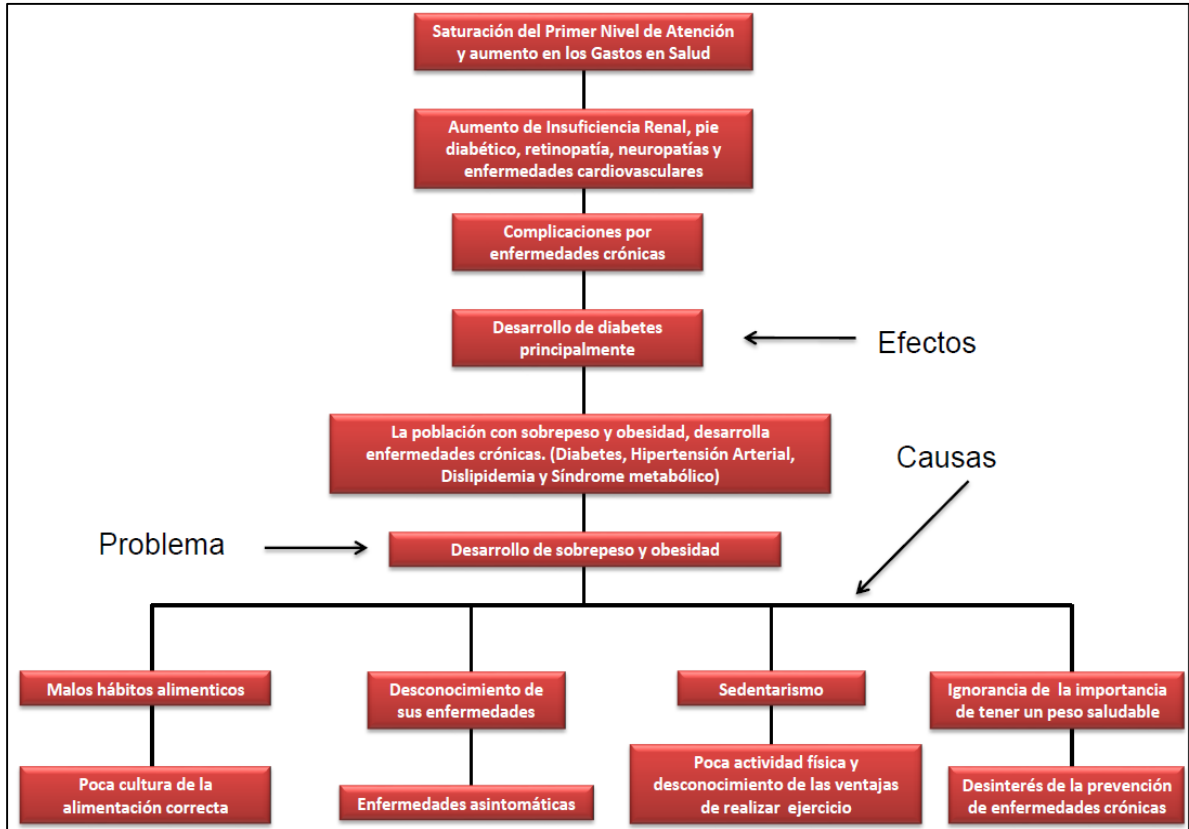 Saturación del Primer Nivel de Atención
y aumento en los Gastos en Salud
Aumento de Insuficiencia Renal, pie
diabético, retinopatía, neuropatías y
enfermedades cardiovasculares
Complicaciones por
enfermedades crónicas
Desarrollo de diabetes
principalmente
Efectos
La población con sobrepeso y obesidad, desarrolla
enfermedades crónicas. (Diabetes, Hipertensión Arterial,
Dislipidemia y Síndrome metabólico)
Causas
Problema
Desarrollo de sobrepeso y obesidad
Malos hábitos alimenticos
Desconocimiento de
sus enfermedades
Sedentarismo
Ignorancia de la importancia
de tener un peso saludable
Poca cultura de la
alimentación correcta
Enfermedades asintomáticas
Poca actividad física y
desconocimiento de las ventajas
de realizar ejercicio
Desinterés de la prevención
de enfermedades crónicas